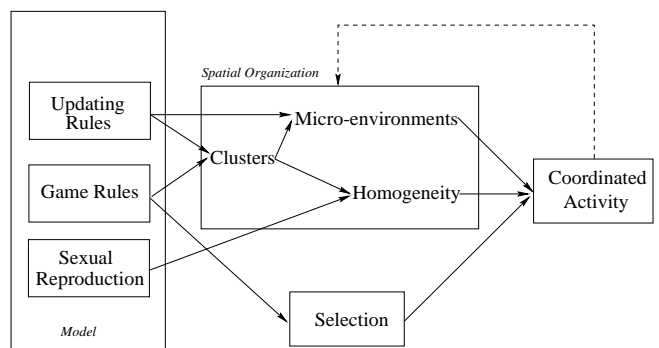 Spatial Organization
Updating
Rules
Micro-environments
Clusters
Game Rules
Homogeneity
Coordinated
Activity
Sexual
Reproduction
Selection
Model